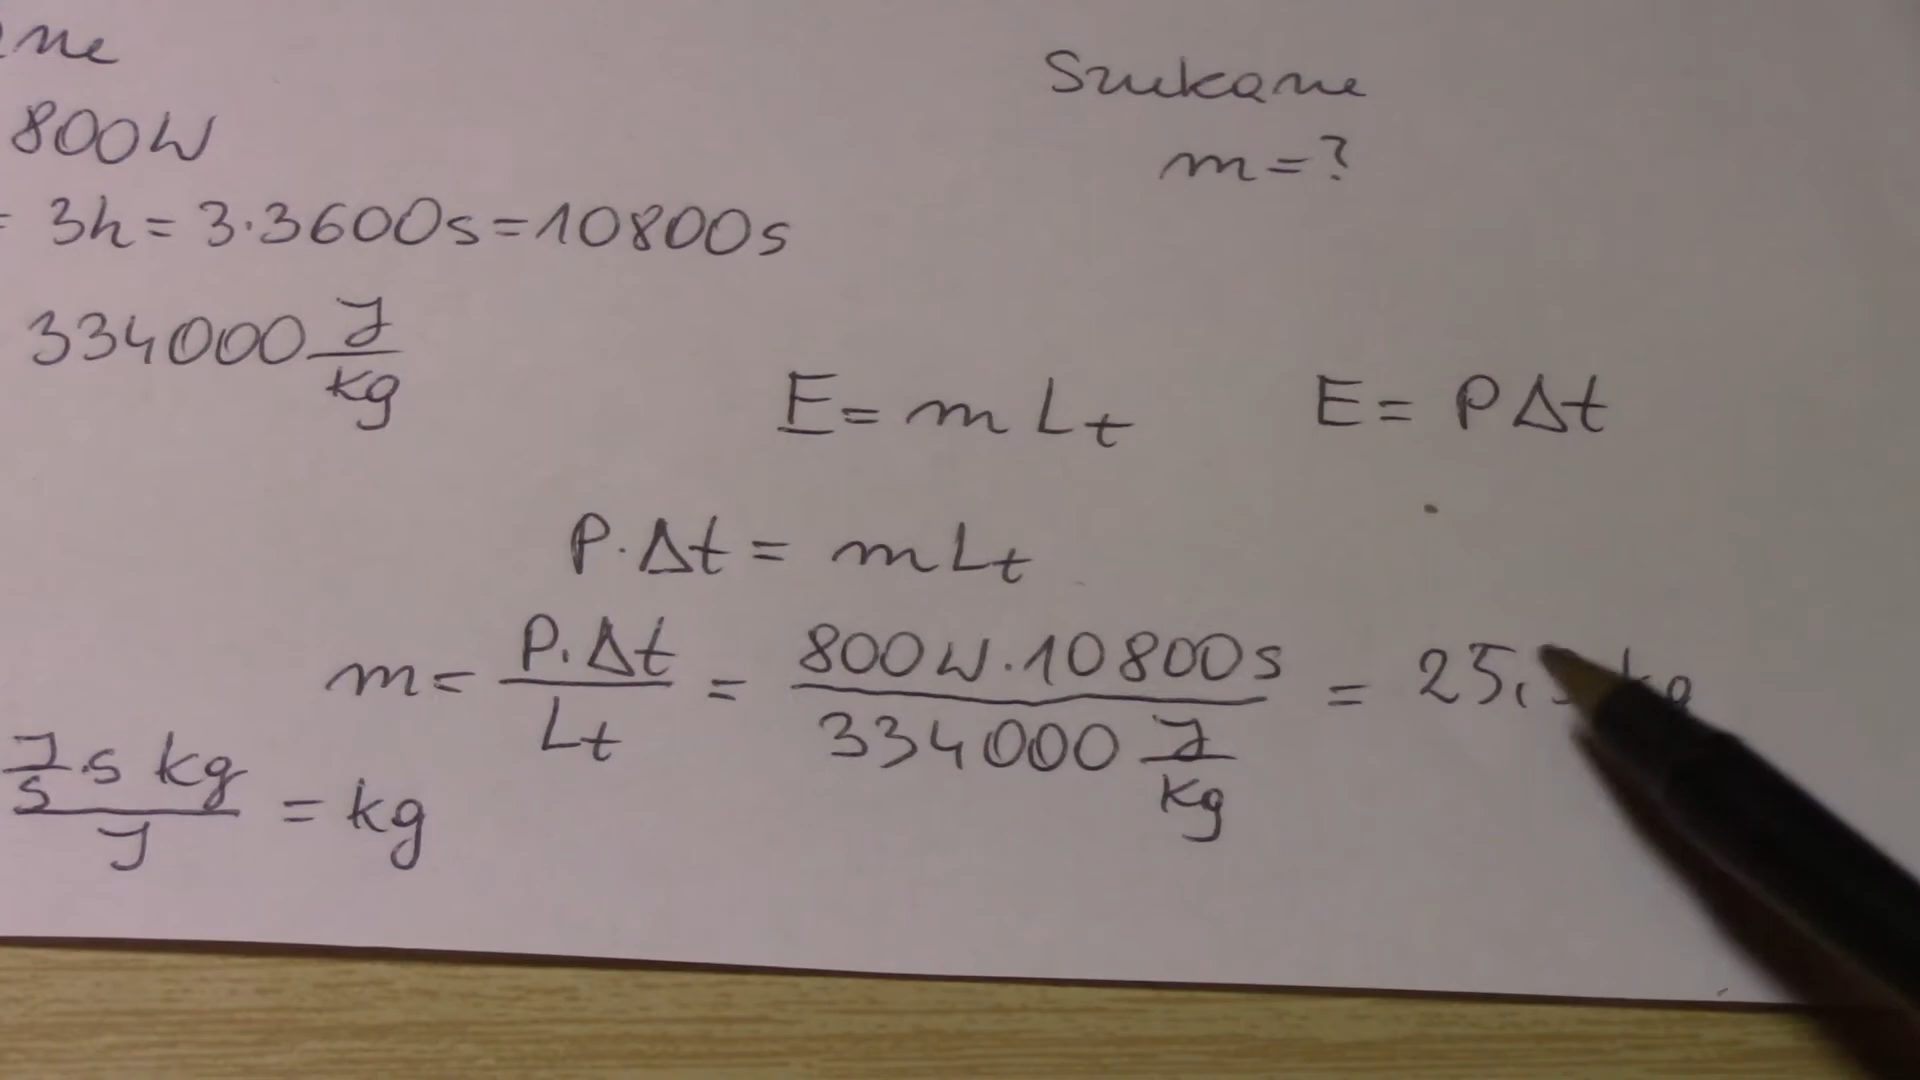 Szukane
800W
m=?
= 3h = 3·3600s = 10800s
334000 J/kg
E = m Lt
E = P Δt
P·Δt = m Lt
m = P·Δt / Lt = 800W·10800s / 334000 J/kg = 25,
J/s·s kg / J = kg